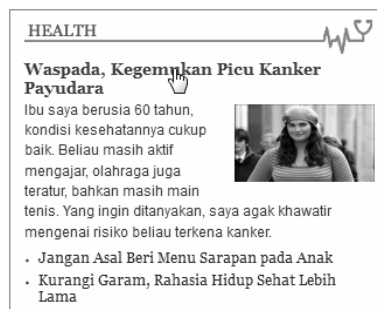 HEALTH
Waspada, Kegemukan Picu Kanker
Payudara
Ibu saya berusia 60 tahun,
kondisi kesehatannya cukup
baik. Beliau masih aktif
mengajar, olahraga juga
teratur, bahkan masih main
tenis. Yang ingin ditanyakan, saya agak khawatir
mengenai risiko beliau terkena kanker.
• Jangan Asal Beri Menu Sarapan pada Anak
• Kurangi Garam, Rahasia Hidup Sehat Lebih
Lama